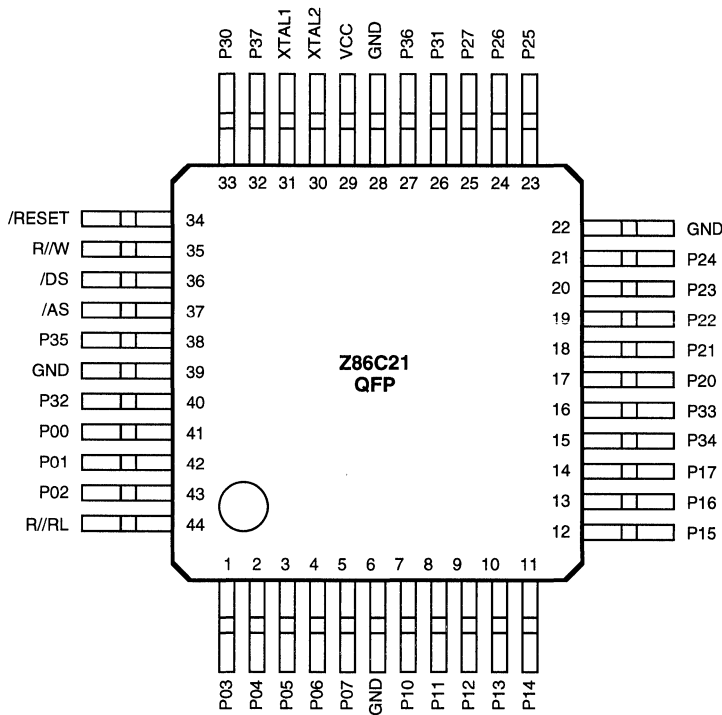 P30 P37 XTAL1 XTAL2 VCC GND P36 P31 P27 P26 P25
33 32 31 30 29 28 27 26 25 24 23
/RESET 34
R//W 35
/DS 36
/AS 37
P35 38
GND 39
P32 40
P00 41
P01 42
P02 43
R//RL 44
Z86C21
QFP
22 GND
21 P24
20 P23
19 P22
18 P21
17 P20
16 P33
15 P34
14 P17
13 P16
12 P15
1 2 3 4 5 6 7 8 9 10 11
P03 P04 P05 P06 P07 GND P10 P11 P12 P13 P14